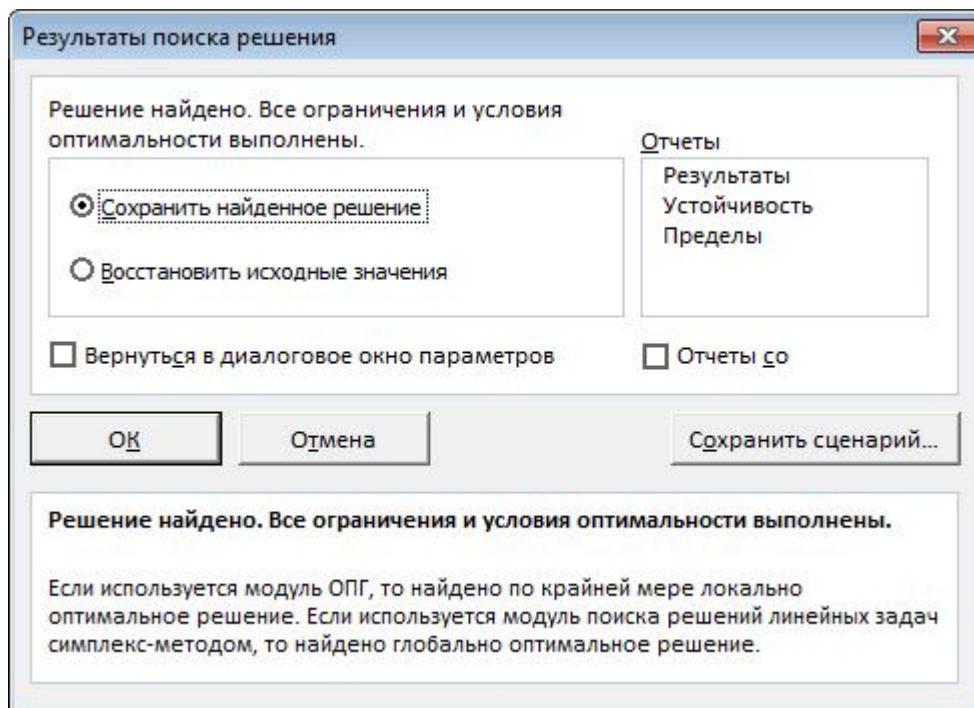 Результаты поиска решения
Решение найдено. Все ограничения и условия
оптимальности выполнены.
Отчеты
Результаты
Устойчивость
Пределы
Сохранить найденное решение
Восстановить исходные значения
Вернуться в диалоговое окно параметров
Отчеты со
ОК
Отмена
Сохранить сценарий...
Решение найдено. Все ограничения и условия оптимальности выполнены.
Если используется модуль ОПГ, то найдено по крайней мере локально
оптимальное решение. Если используется модуль поиска решений линейных задач
симплекс-методом, то найдено глобально оптимальное решение.